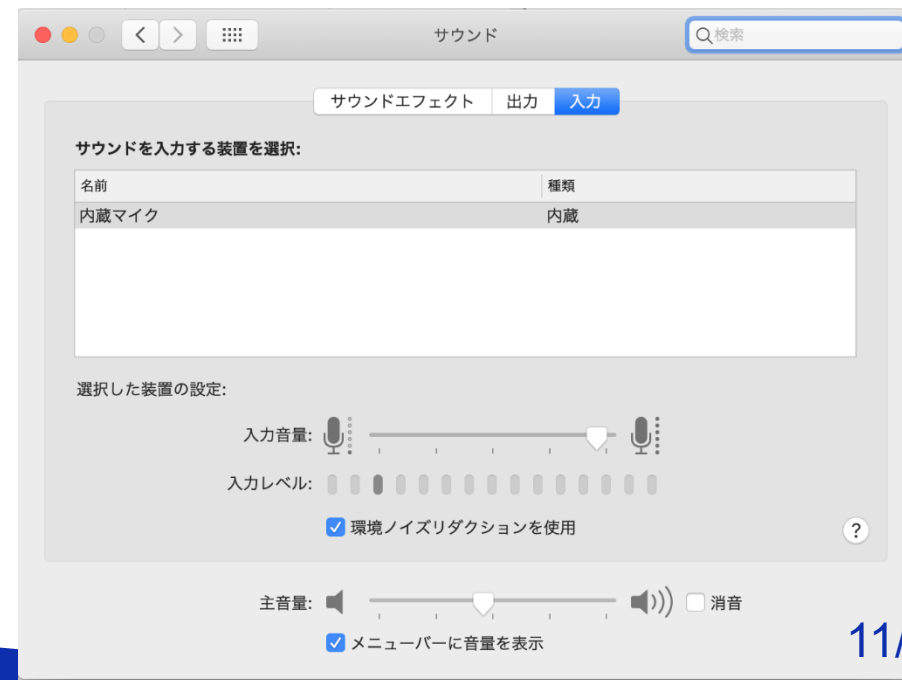 サウンド
検索
サウンドエフェクト 出力 入力
サウンドを入力する装置を選択:
名前 種類
内蔵マイク 内蔵
選択した装置の設定:
入力音量:
入力レベル:
環境ノイズリダクションを使用
?
主音量: 消音
メニューバーに音量を表示
11/